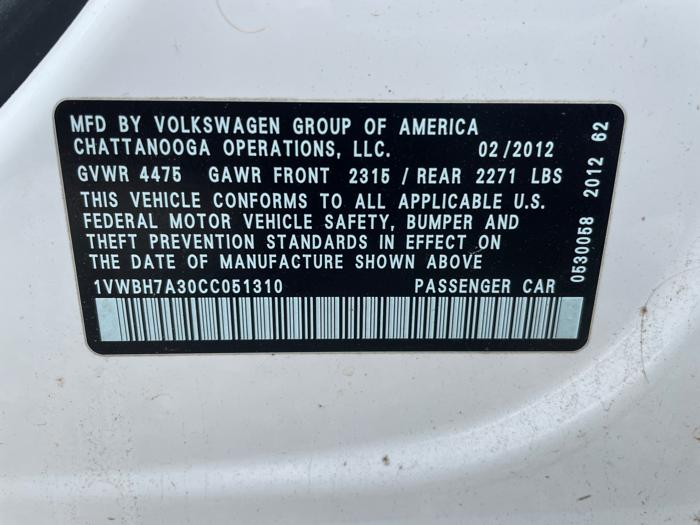 MFD BY VOLKSWAGEN GROUP OF AMERICA
CHATTANOOGA OPERATIONS, LLC. 02/2012
GVWR 4475 GAWR FRONT 2315 / REAR 2271 LBS
THIS VEHICLE CONFORMS TO ALL APPLICABLE U.S.
FEDERAL MOTOR VEHICLE SAFETY, BUMPER AND
THEFT PREVENTION STANDARDS IN EFFECT ON
THE DATE OF MANUFACTURE SHOWN ABOVE
1VWBH7A30CC051310 PASSENGER CAR
0530058 2012 62